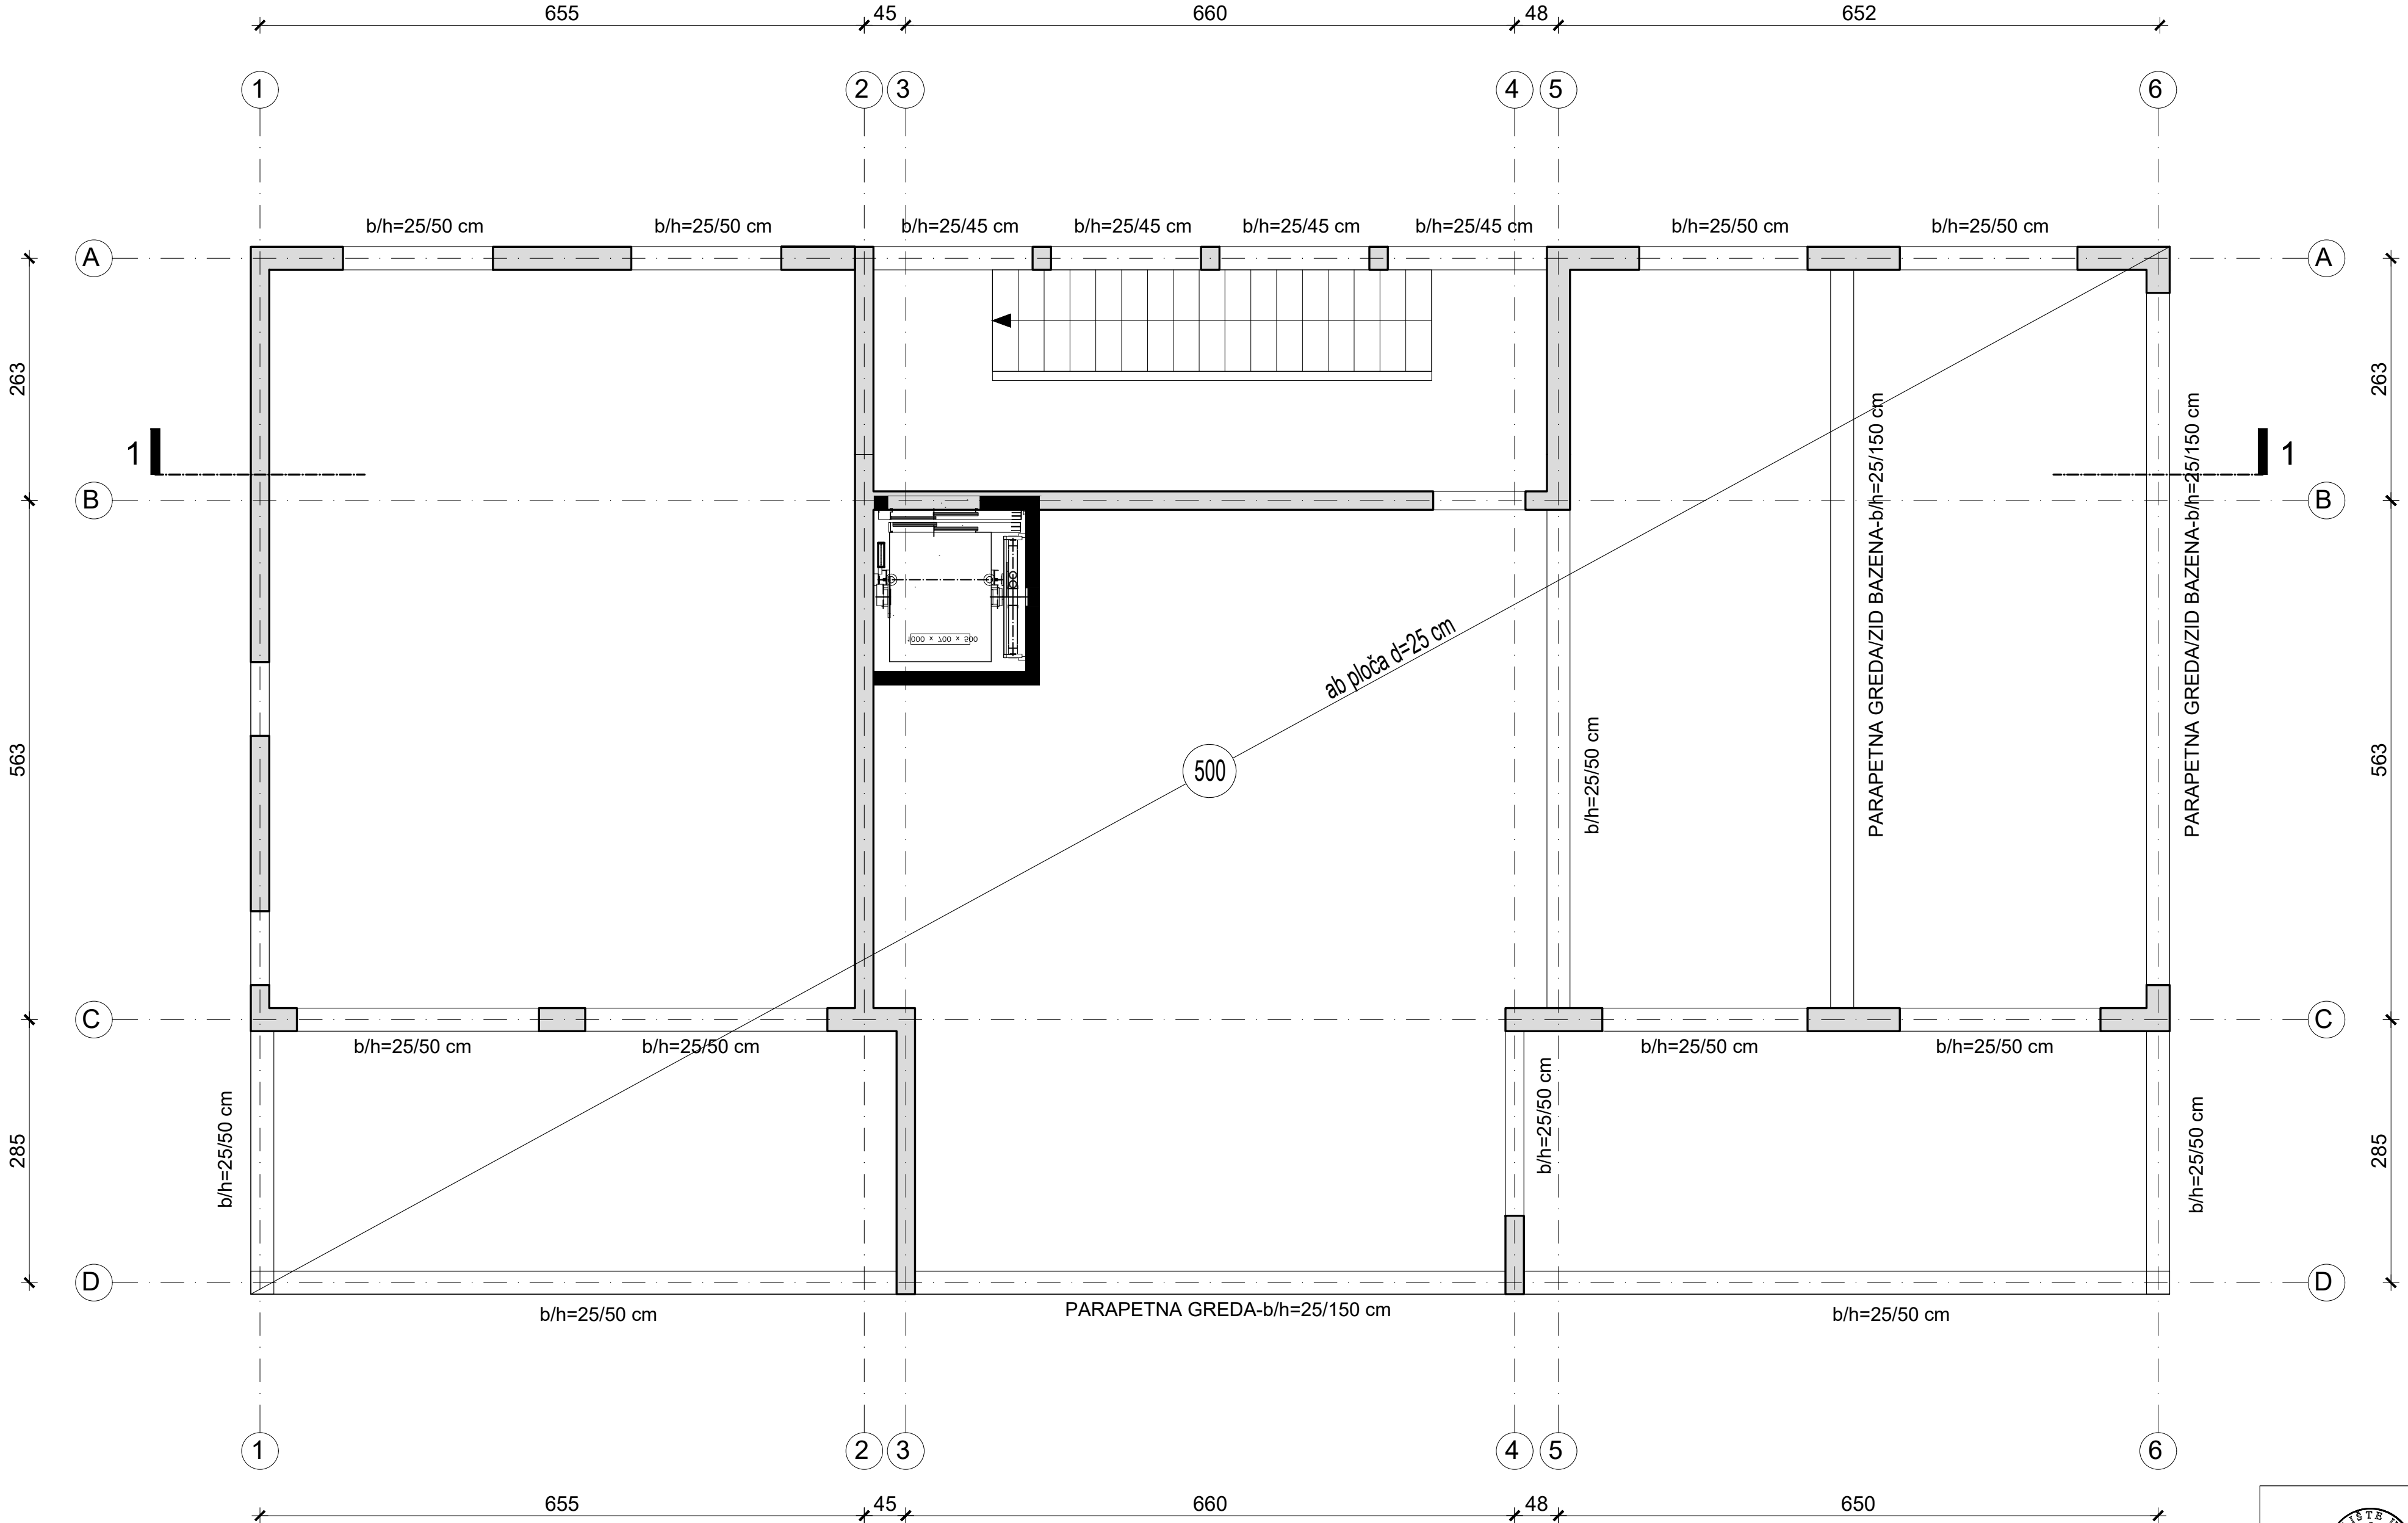 655 45 660 48 652
1 2 3 4 5 6
b/h=25/50 cm b/h=25/50 cm b/h=25/45 cm b/h=25/45 cm b/h=25/45 cm b/h=25/45 cm b/h=25/50 cm b/h=25/50 cm
A A
263 263
1 1
B B
PARAPETNA GREDA/ZID BAZENA-b/h=25/150 cm
PARAPETNA GREDA/ZID BAZENA-b/h=25/150 cm
1000 × 700 × 500
ab ploča d=25 cm
500
b/h=25/50 cm
563 563
C C
b/h=25/50 cm b/h=25/50 cm b/h=25/50 cm b/h=25/50 cm
b/h=25/50 cm
b/h=25/50 cm
b/h=25/50 cm
285 285
D D
b/h=25/50 cm PARAPETNA GREDA-b/h=25/150 cm b/h=25/50 cm
1 2 3 4 5 6
655 45 660 48 650